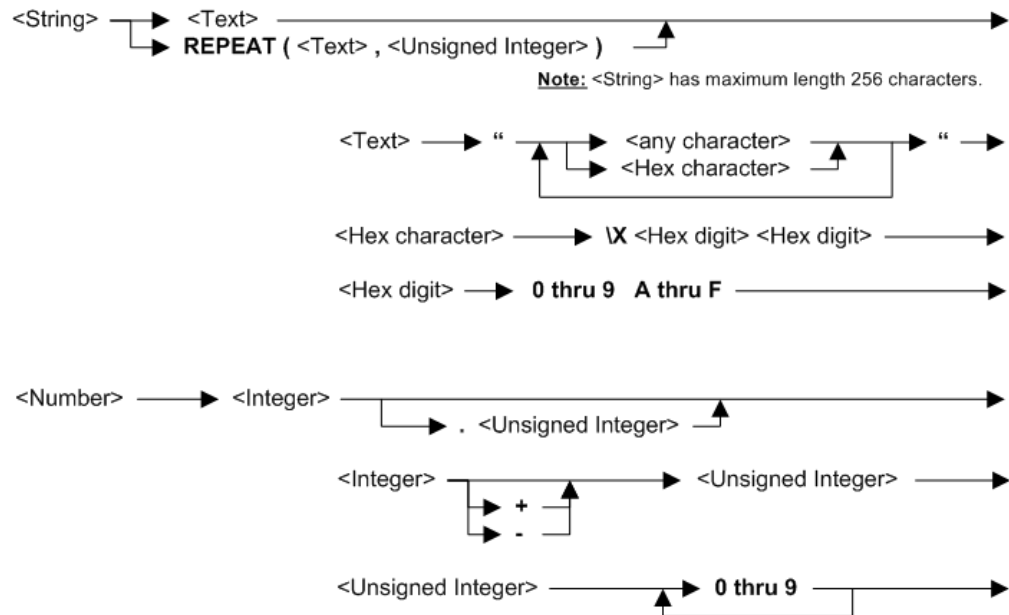 <String> <Text>
REPEAT ( <Text> , <Unsigned Integer> )
Note: <String> has maximum length 256 characters.
<Text> “ <any character> “
<Hex character>
<Hex character> \X <Hex digit> <Hex digit>
<Hex digit> 0 thru 9 A thru F
<Number> <Integer>
. <Unsigned Integer>
<Integer> <Unsigned Integer>
+
-
<Unsigned Integer> 0 thru 9